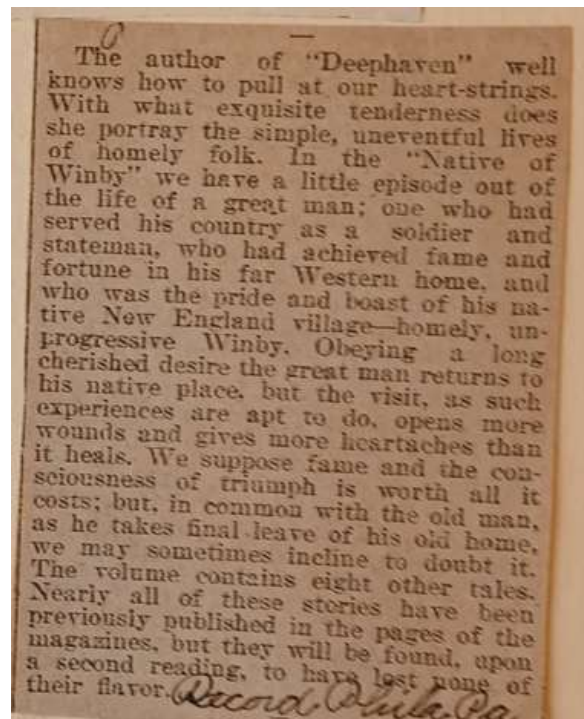 The author of "Deephaven" well
knows how to pull at our heart-strings.
With what exquisite tenderness does
she portray the simple, uneventful lives
of homely folk. In the "Native of
Winby" we have a little episode out of
the life of a great man; one who had
served his country as a soldier and
stateman, who had achieved fame and
fortune in his far Western home, and
who was the pride and boast of his na-
tive New England village—homely, un-
progressive Winby. Obeying a long
cherished desire the great man returns to
his native place, but the visit, as such
experiences are apt to do, opens more
wounds and gives more heartaches than
it heals. We suppose fame and the con-
sciousness of triumph is worth all it
costs; but, in common with the old man,
as he takes final leave of his old home,
we may sometimes incline to doubt it.
The volume contains eight other tales.
Nearly all of these stories have been
previously published in the pages of the
magazines, but they will be found, upon
a second reading, to have lost none of
their flavor. Record. Phila. Pa